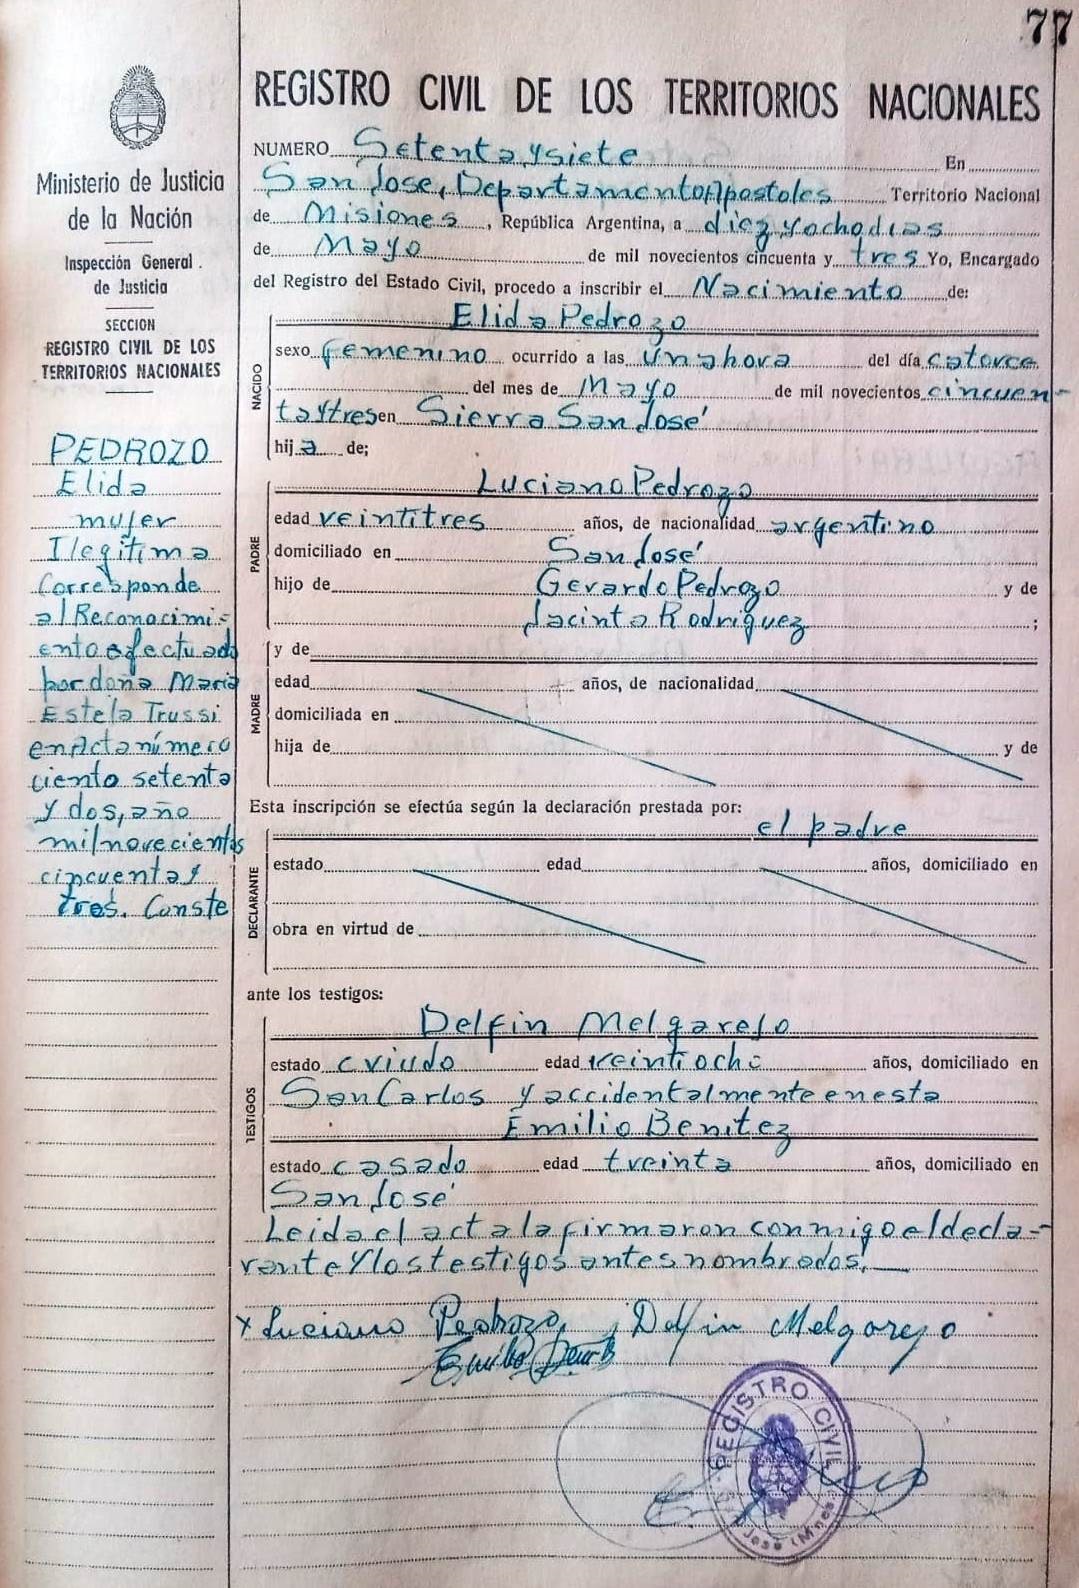 77
REGISTRO CIVIL DE LOS TERRITORIOS NACIONALES
Ministerio de Justicia
de la Nación
Inspección General
de Justicia
SECCION
REGISTRO CIVIL DE LOS
TERRITORIOS NACIONALES
PEDROZO
Elida
mujer
Ilegítima
Corresponde
al Reconocimi-
ento efectuado
por doña Maria
Estela Trussi
en Acta número
ciento setenta
y dos, año
mil novecientos
cincuenta y
tres. Conste
NUMERO Setenta y siete En
San Jose, Departamento Apostoles Territorio Nacional
de Misiones, República Argentina, a diez y ocho dias
de Mayo de mil novecientos cincuenta y tres Yo, Encargado
del Registro del Estado Civil, procedo a inscribir el Nacimiento de:
NACIDO
Elida Pedrozo
sexo femenino ocurrido a las una hora del día catorce
del mes de Mayo de mil novecientos cincuen-
ta y tres en Sierra San José
hija de;
PADRE
Luciano Pedrozo
edad veintitres años, de nacionalidad argentino
domiciliado en San José
hijo de Gerardo Pedrozo y de
Jacinta Rodriguez ;
MADRE
y de
edad años, de nacionalidad
domiciliada en
hija de y de
Esta inscripción se efectúa según la declaración prestada por:
el padre
DECLARANTE
estado edad años, domiciliado en
obra en virtud de
ante los testigos:
TESTIGOS
Delfin Melgarejo
estado viudo edad veintiocho años, domiciliado en
San Carlos y accidentalmente en esta
Emilio Benitez
estado casado edad treinta años, domiciliado en
San José
Leida el acta la firmaron conmigo el decla-
rante y los testigos antes nombrados.
x Luciano Pedrozo, Delfin Melgarejo
REGISTRO CIVIL
S. José (Mnes.)